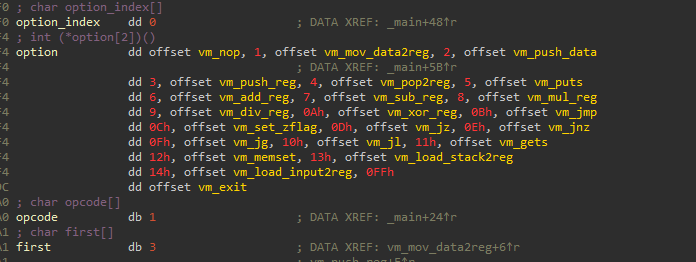 F0 ; char option_index[]
F0 option_index dd 0 ; DATA XREF: _main+48↑r
F4 ; int (*option[2])()
F4 option dd offset vm_nop, 1, offset vm_mov_data2reg, 2, offset vm_push_data
F4 ; DATA XREF: _main+5B↑r
F4 dd 3, offset vm_push_reg, 4, offset vm_pop2reg, 5, offset vm_puts
F4 dd 6, offset vm_add_reg, 7, offset vm_sub_reg, 8, offset vm_mul_reg
F4 dd 9, offset vm_div_reg, 0Ah, offset vm_xor_reg, 0Bh, offset vm_jmp
F4 dd 0Ch, offset vm_set_zflag, 0Dh, offset vm_jz, 0Eh, offset vm_jnz
F4 dd 0Fh, offset vm_jg, 10h, offset vm_jl, 11h, offset vm_gets
F4 dd 12h, offset vm_memset, 13h, offset vm_load_stack2reg
F4 dd 14h, offset vm_load_input2reg, 0FFh
9C dd offset vm_exit
A0 ; char opcode[]
A0 opcode db 1 ; DATA XREF: _main+24↑r
A1 ; char first[]
A1 first db 3 ; DATA XREF: vm_mov_data2reg+6↑r